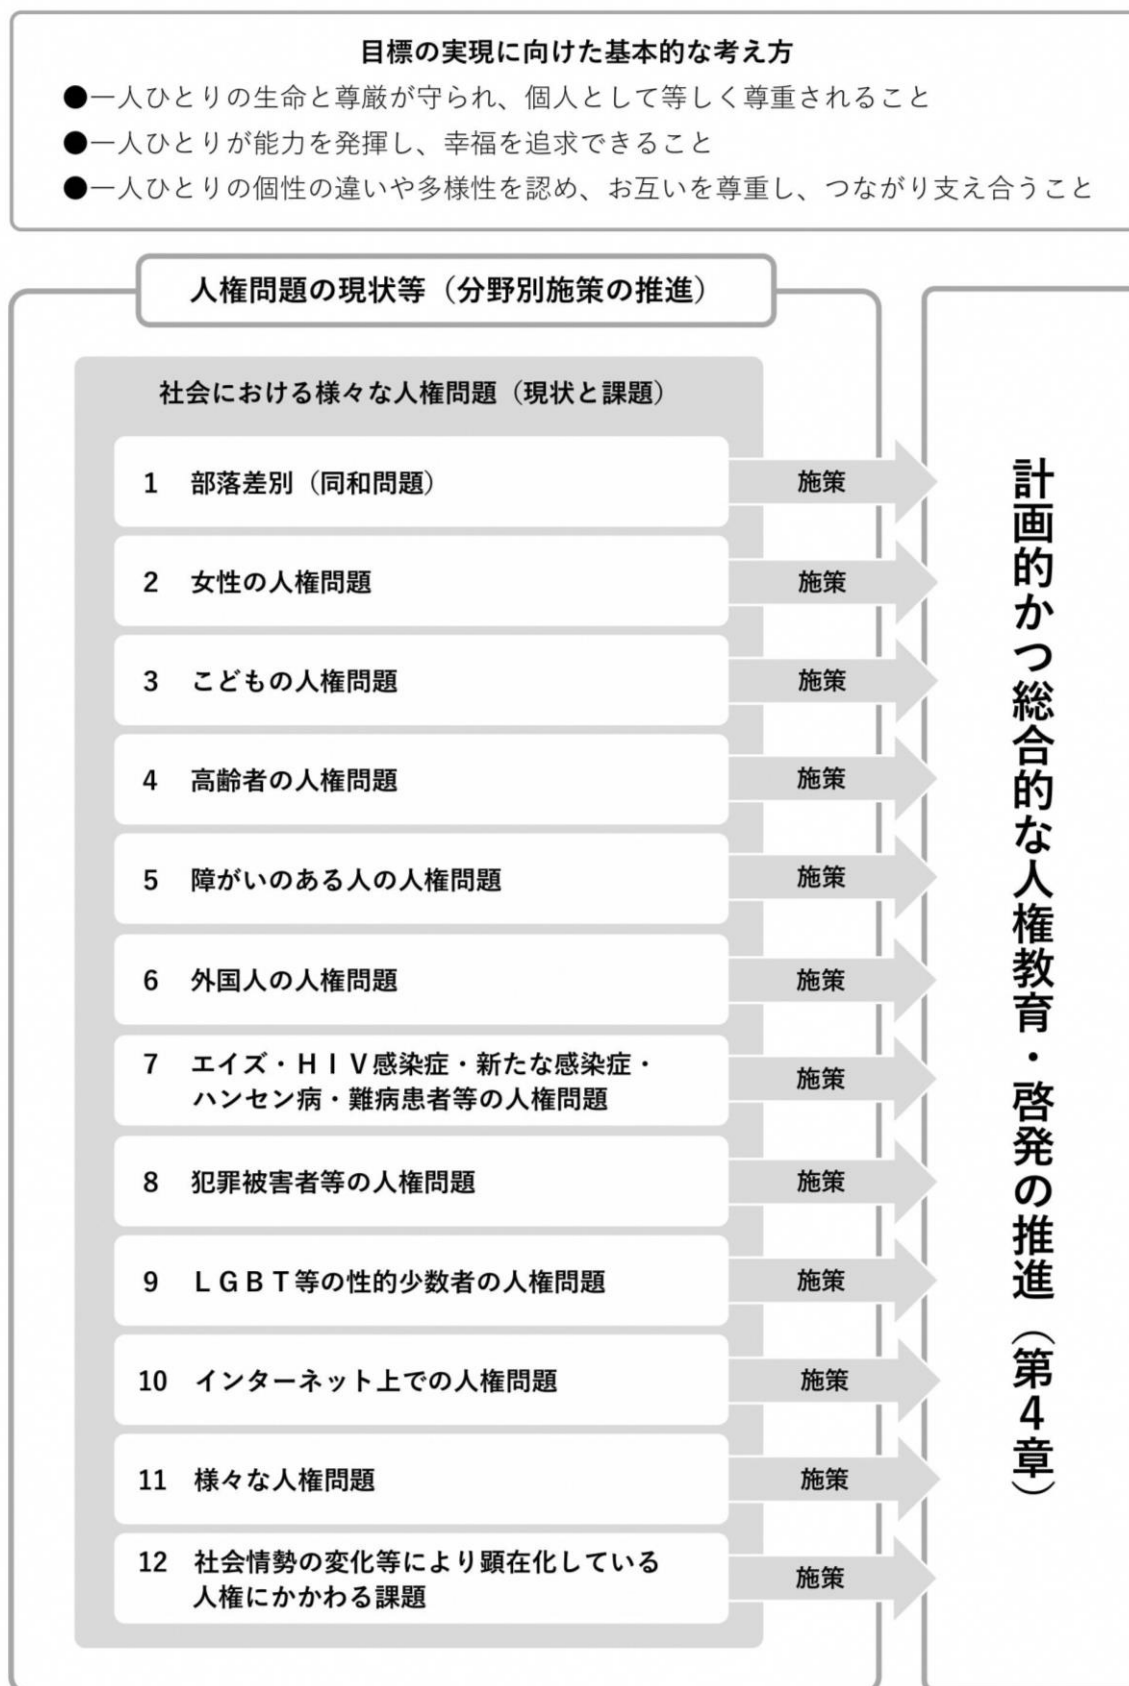 目標の実現に向けた基本的な考え方
●一人ひとりの生命と尊厳が守られ、個人として等しく尊重されること
●一人ひとりが能力を発揮し、幸福を追求できること
●一人ひとりの個性の違いや多様性を認め、お互いを尊重し、つながり支え合うこと
人権問題の現状等（分野別施策の推進）
社会における様々な人権問題（現状と課題）
1 部落差別（同和問題） 施策
2 女性の人権問題 施策
3 こどもの人権問題 施策
4 高齢者の人権問題 施策
5 障がいのある人の人権問題 施策
6 外国人の人権問題 施策
7 エイズ・ＨＩＶ感染症・新たな感染症・
ハンセン病・難病患者等の人権問題 施策
8 犯罪被害者等の人権問題 施策
9 ＬＧＢＴ等の性的少数者の人権問題 施策
10 インターネット上での人権問題 施策
11 様々な人権問題 施策
12 社会情勢の変化等により顕在化している
人権にかかわる課題 施策
計画的かつ総合的な人権教育・啓発の推進（第4章）